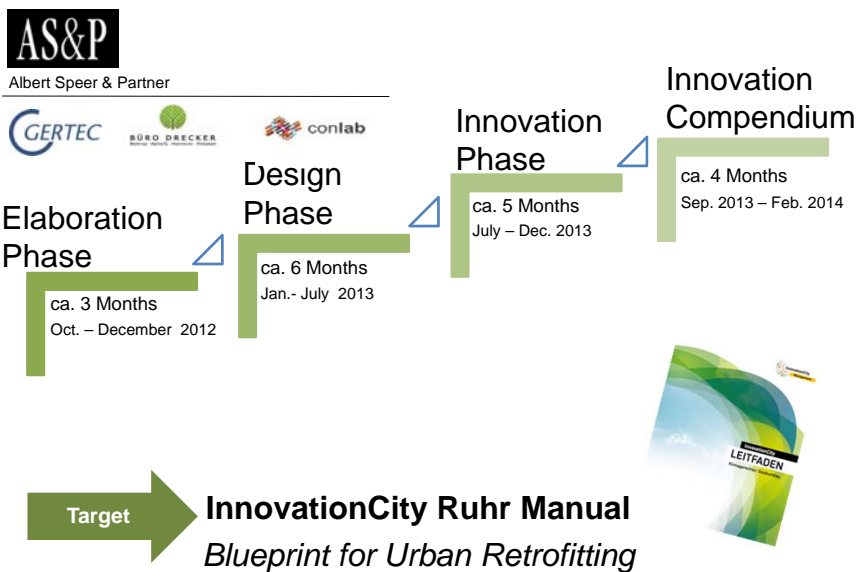 AS&P
Albert Speer & Partner
GERTEC
BÜRO DRECKER
conlab
Elaboration
Phase
ca. 3 Months
Oct. – December 2012
Design
Phase
ca. 6 Months
Jan.- July 2013
Innovation
Phase
ca. 5 Months
July – Dec. 2013
Innovation
Compendium
ca. 4 Months
Sep. 2013 – Feb. 2014
InnovationCity
InnovationCity
LEITFADEN
Target
InnovationCity Ruhr Manual
Blueprint for Urban Retrofitting